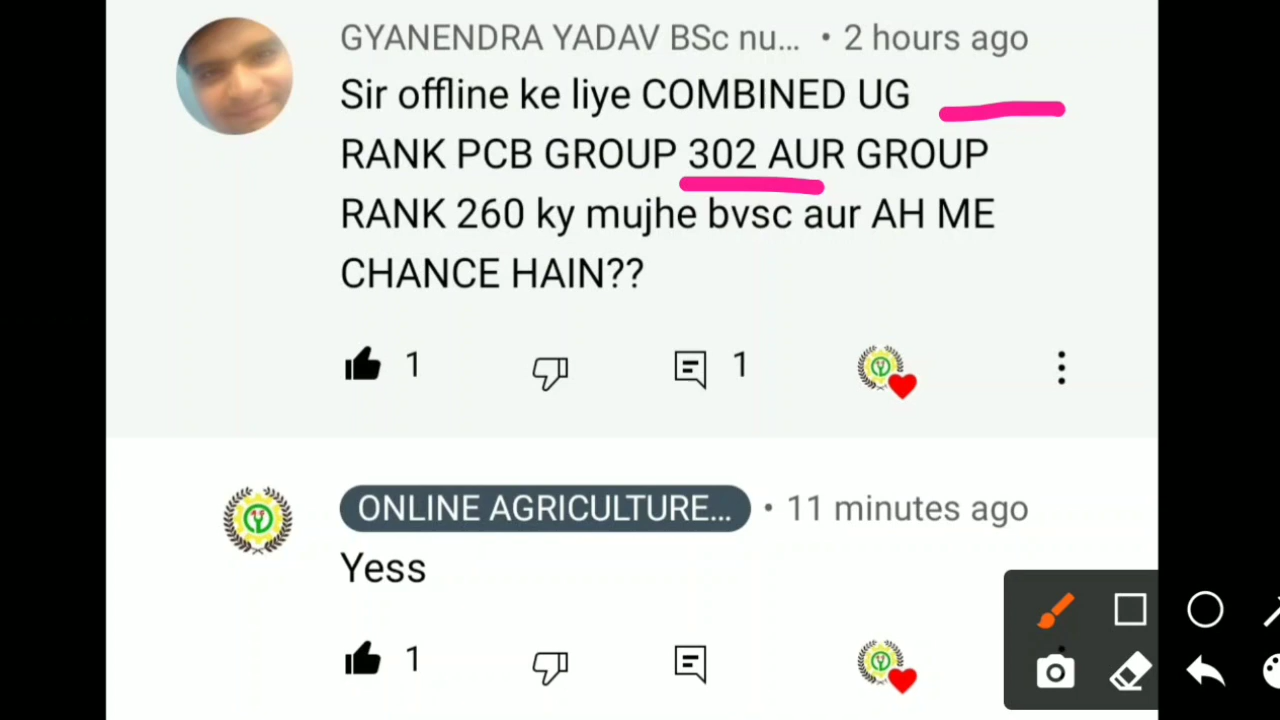 GYANENDRA YADAV BSc nu... • 2 hours ago
Sir offline ke liye COMBINED UG
RANK PCB GROUP 302 AUR GROUP
RANK 260 ky mujhe bvsc aur AH ME
CHANCE HAIN??
1 1
ONLINE AGRICULTURE... • 11 minutes ago
Yess
1